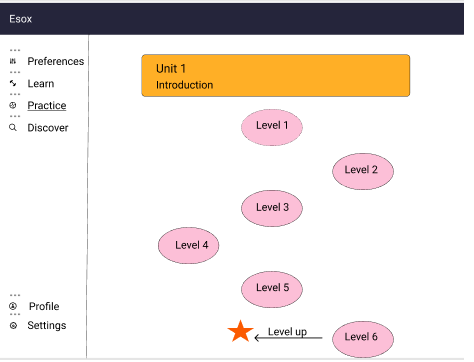 Esox
Preferences
Learn
Practice
Discover
Unit 1
Introduction
Level 1
Level 2
Level 3
Level 4
Level 5
Level 6
Level up
Profile
Settings